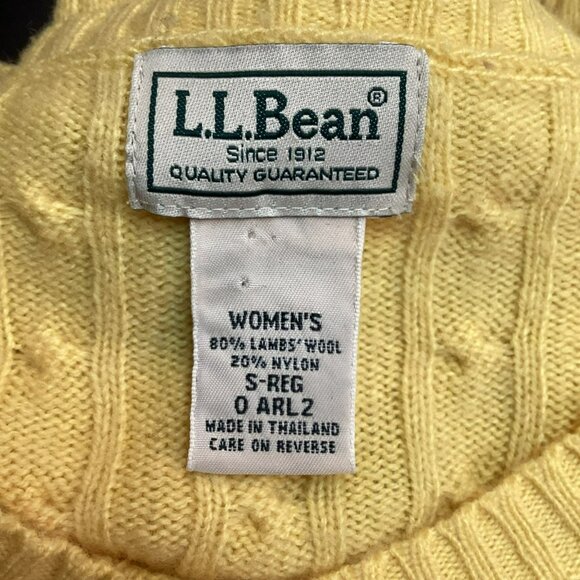 L.L.Bean®
Since 1912
QUALITY GUARANTEED
WOMEN'S
80% LAMBS' WOOL
20% NYLON
S-REG
0 ARL2
MADE IN THAILAND
CARE ON REVERSE